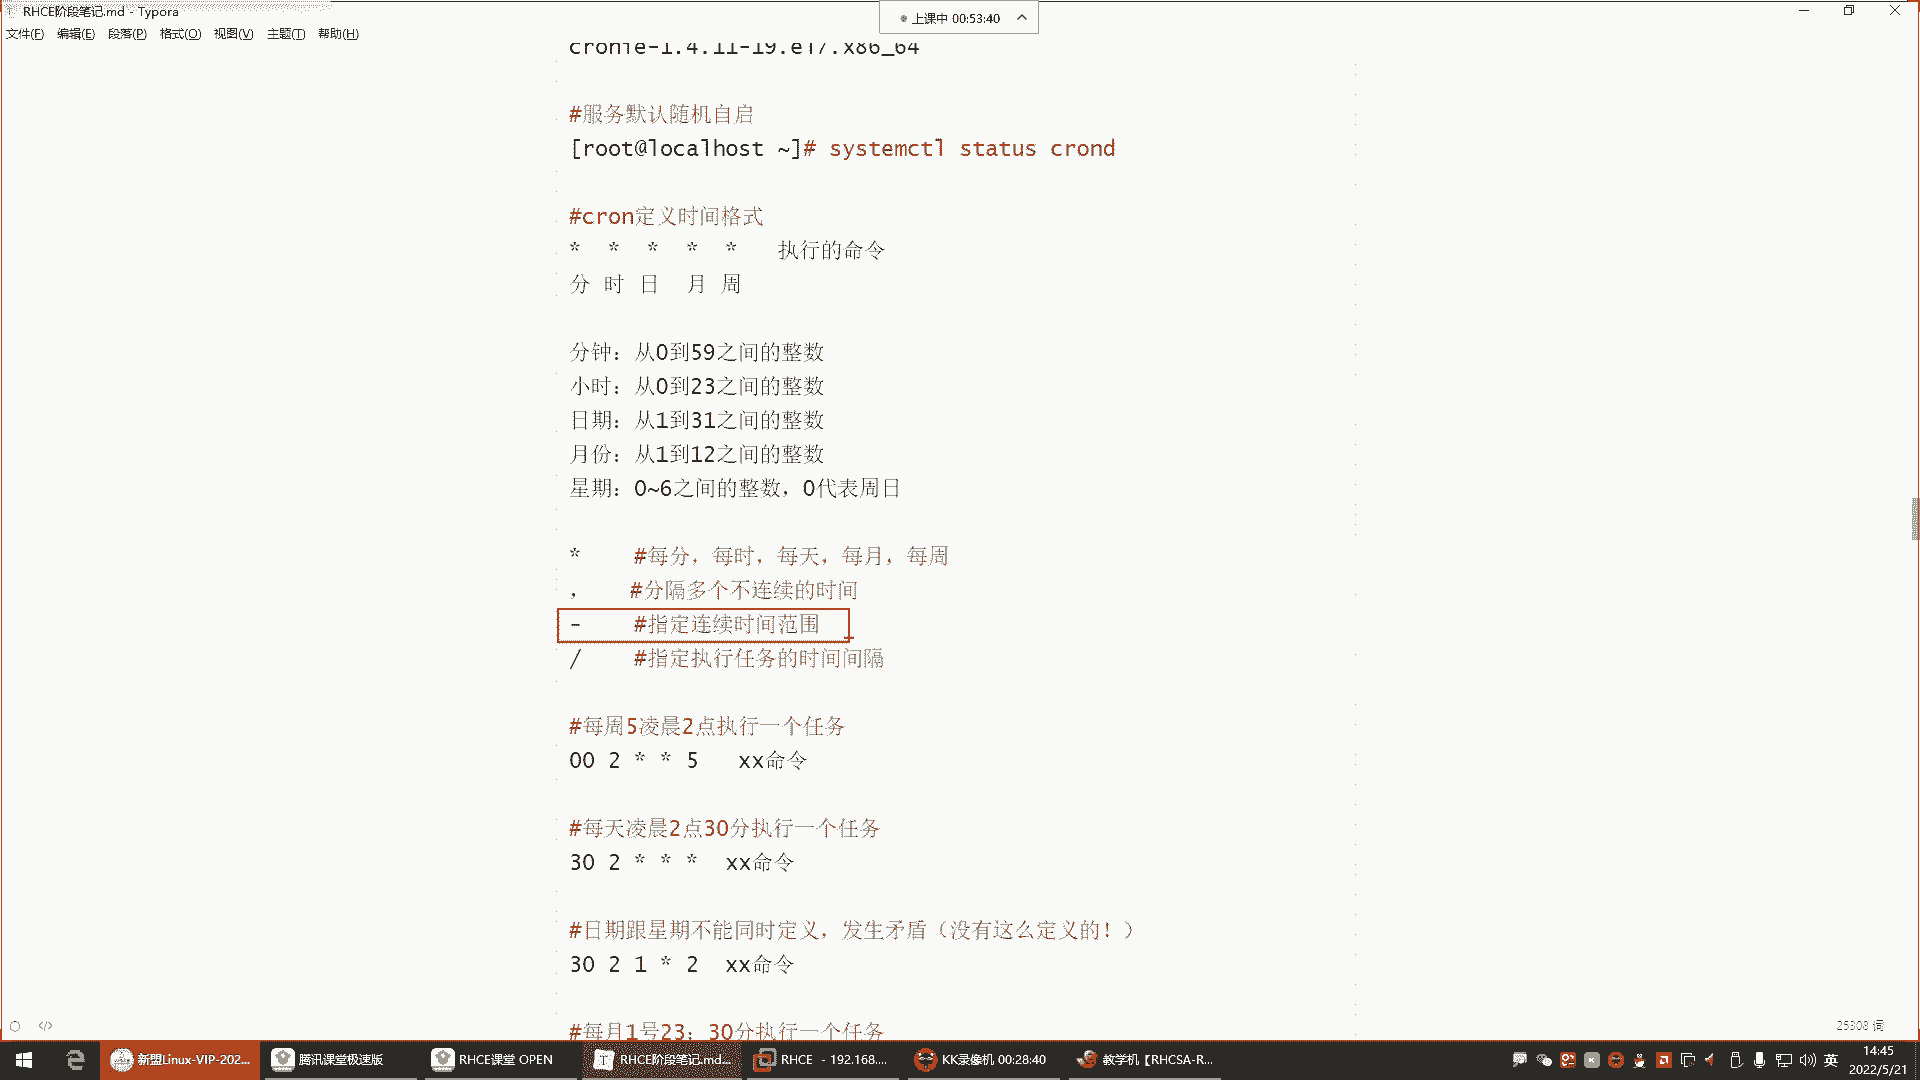 RHCE阶段笔记.md - Typora
上课中 00:53:40
文件(F) 编辑(E) 段落(P) 格式(O) 视图(V) 主题(T) 帮助(H)
cronie-1.4.11-19.el7.x86_64
#服务默认随机自启
[root@localhost ~]# systemctl status crond
#cron定义时间格式
* * * * * 执行的命令
分 时 日 月 周
分钟：从0到59之间的整数
小时：从0到23之间的整数
日期：从1到31之间的整数
月份：从1到12之间的整数
星期：0~6之间的整数，0代表周日
* #每分，每时，每天，每月，每周
, #分隔多个不连续的时间
- #指定连续时间范围
/ #指定执行任务的时间间隔
#每周5凌晨2点执行一个任务
00 2 * * 5 xx命令
#每天凌晨2点30分执行一个任务
30 2 * * * xx命令
#日期跟星期不能同时定义，发生矛盾（没有这么定义的！）
30 2 1 * 2 xx命令
#每月1号23：30分执行一个任务
25308 词
新盟Linux-VIP-202... 腾讯课堂极速版 RHCE课堂 OPEN RHCE阶段笔记.md... RHCE - 192.168.... KK录像机 00:28:40 教学机【RHCSA-R... 英 14:45
2022/5/21